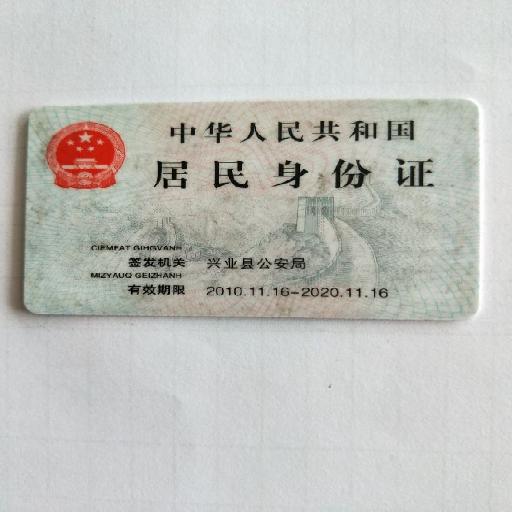 中华人民共和国
居民身份证
CIEMFAT GIHGVANH
签发机关 兴业县公安局
MIZYAUQ GEIZHANH
有效期限 2010.11.16-2020.11.16